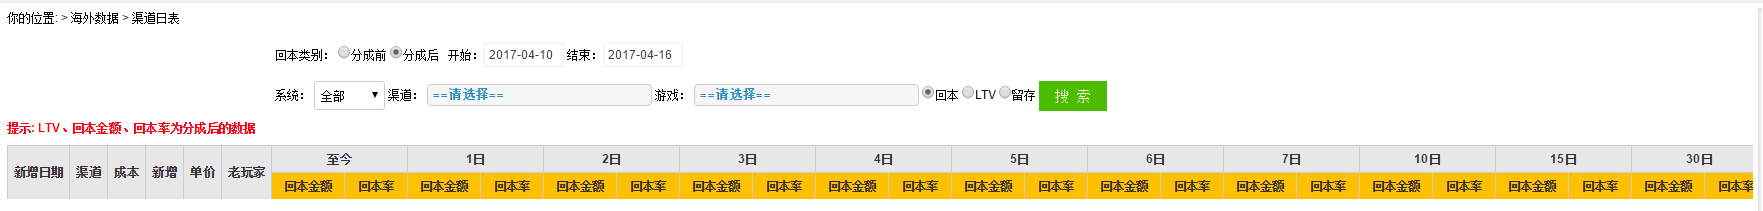 你的位置: > 海外数据 > 渠道日表
回本类别： 分成前 分成后 开始： 2017-04-10 结束： 2017-04-16
系统： 全部 渠道： ==请选择== 游戏： ==请选择== 回本 LTV 留存 搜 索
提示: LTV、回本金额、回本率为分成后的数据
新增日期 渠道 成本 新增 单价 老玩家 至今 1日 2日 3日 4日 5日 6日 7日 10日 15日 30日
回本金额 回本率 回本金额 回本率 回本金额 回本率 回本金额 回本率 回本金额 回本率 回本金额 回本率 回本金额 回本率 回本金额 回本率 回本金额 回本率 回本金额 回本率 回本金额 回本率